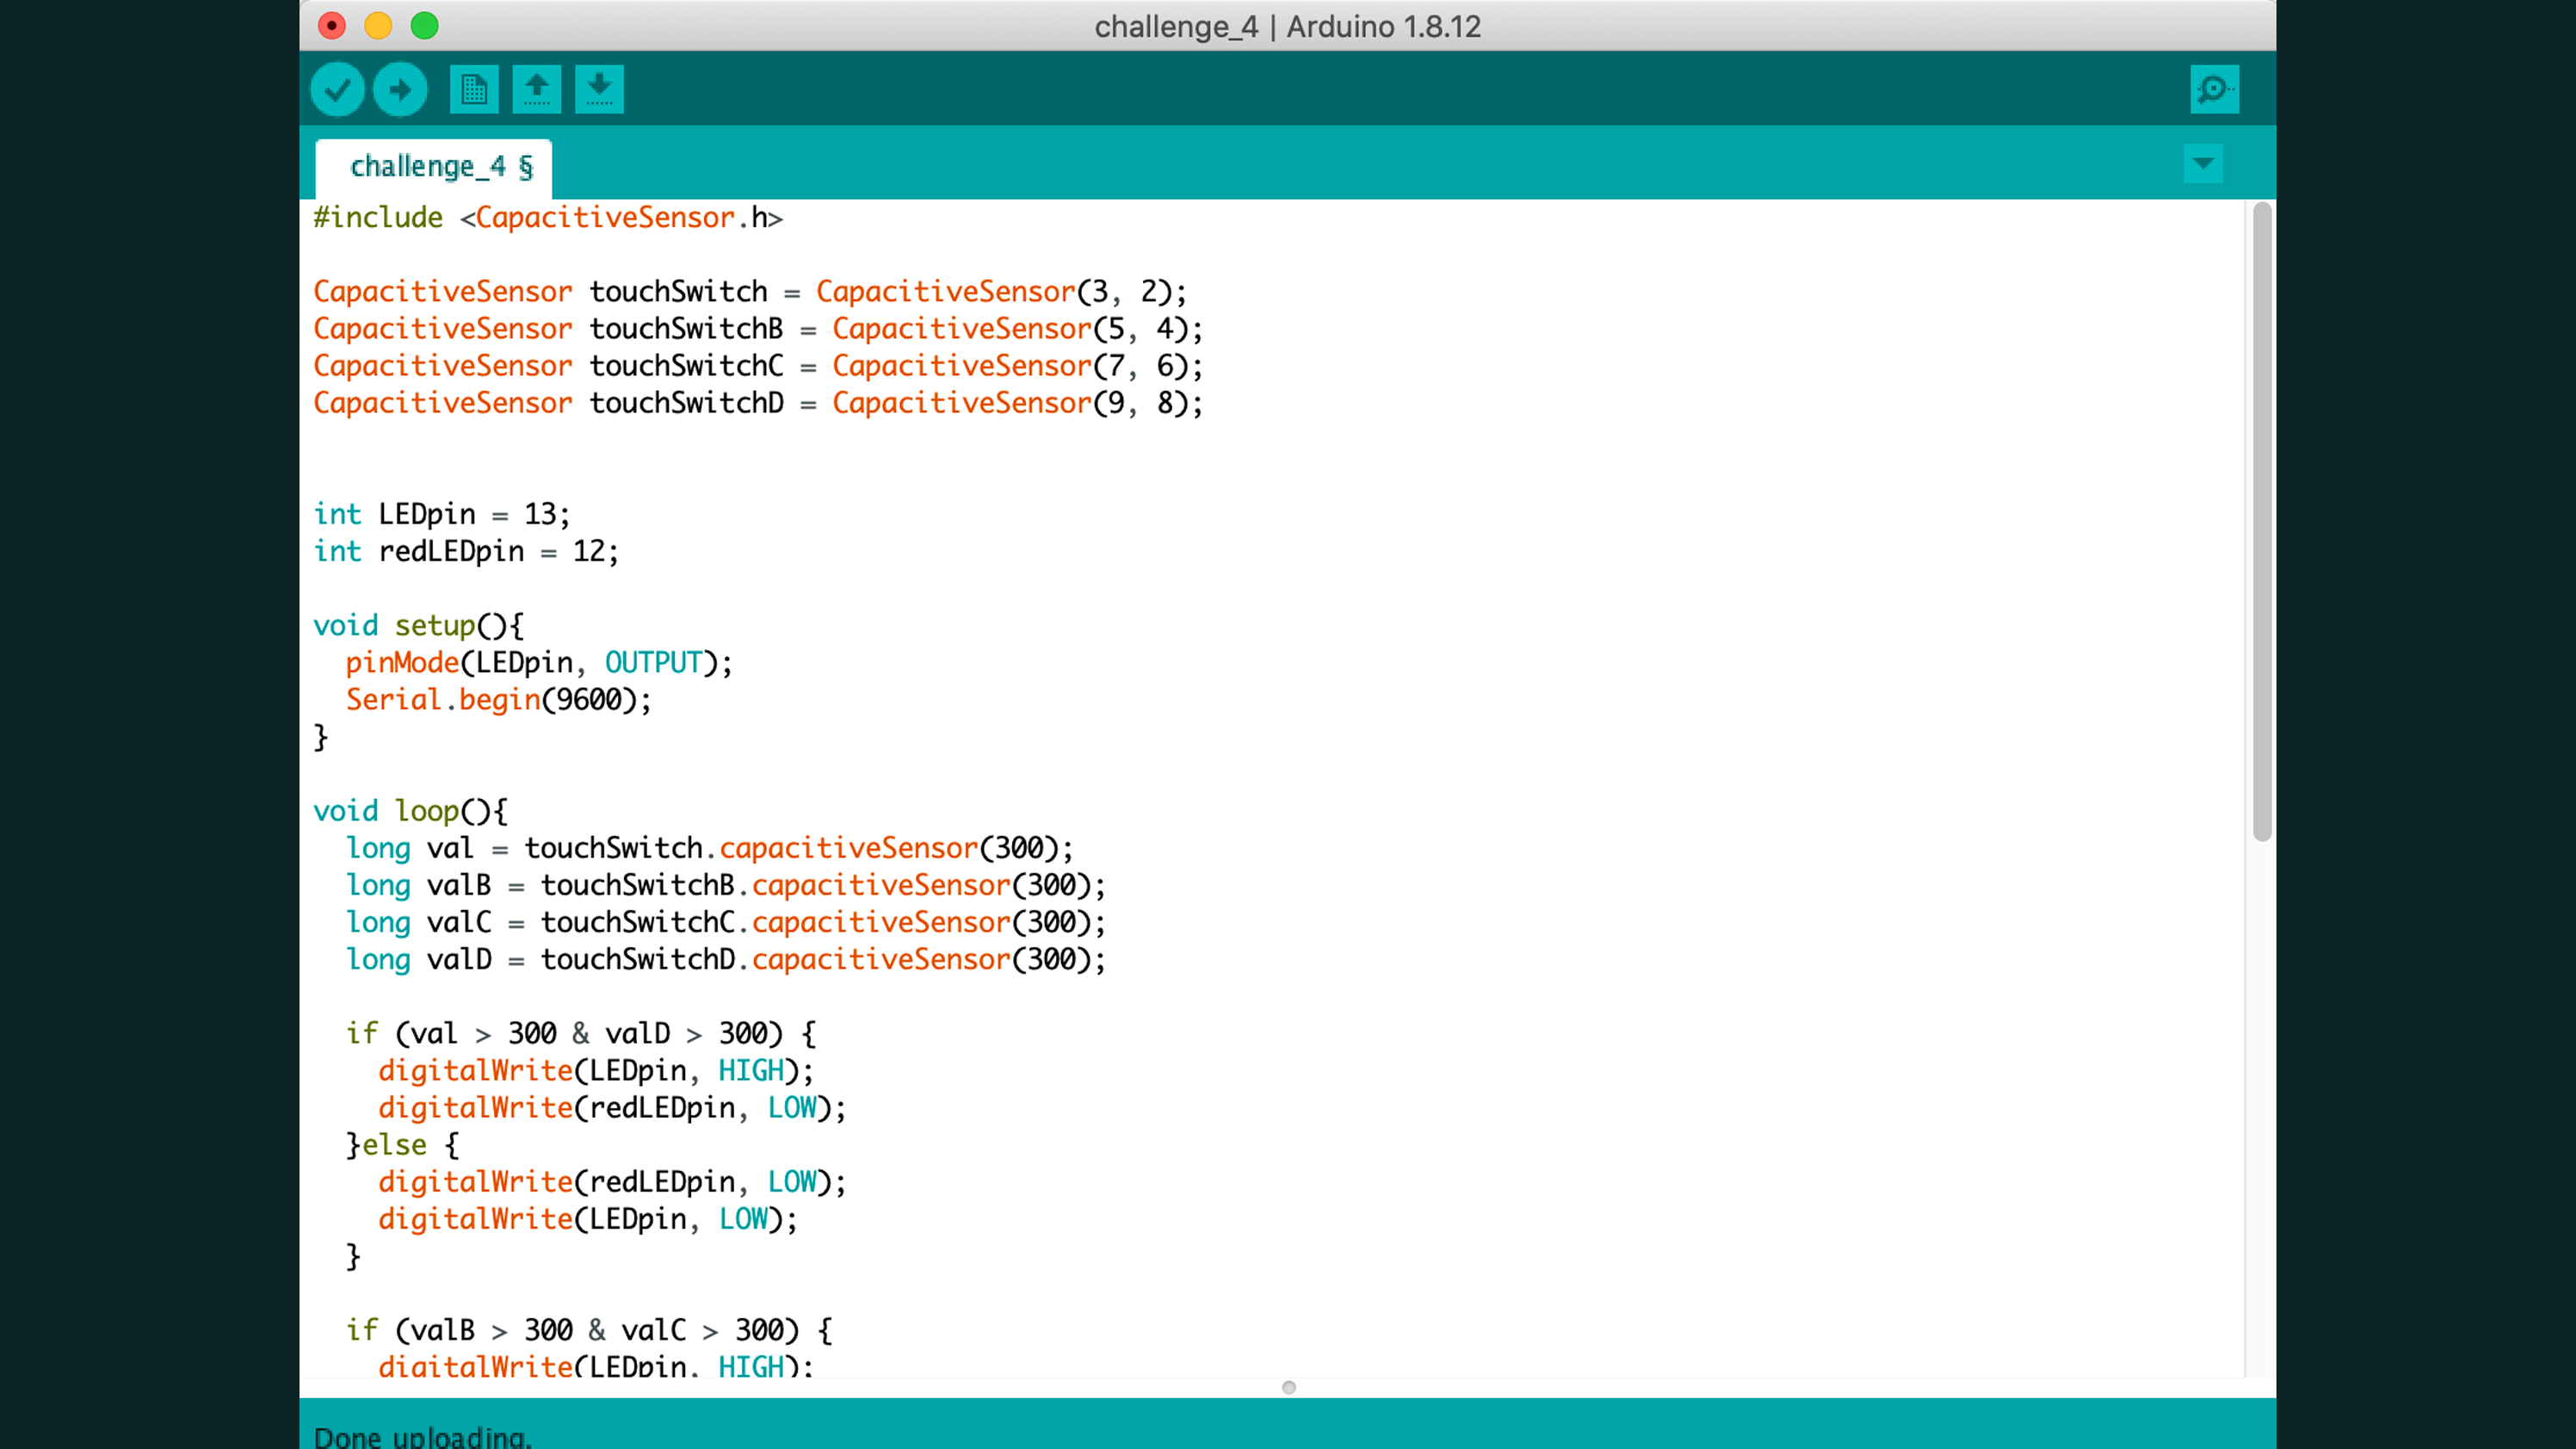 challenge_4 | Arduino 1.8.12
challenge_4 §
#include <CapacitiveSensor.h>
CapacitiveSensor touchSwitch = CapacitiveSensor(3, 2);
CapacitiveSensor touchSwitchB = CapacitiveSensor(5, 4);
CapacitiveSensor touchSwitchC = CapacitiveSensor(7, 6);
CapacitiveSensor touchSwitchD = CapacitiveSensor(9, 8);
int LEDpin = 13;
int redLEDpin = 12;
void setup(){
  pinMode(LEDpin, OUTPUT);
  Serial.begin(9600);
}
void loop(){
  long val = touchSwitch.capacitiveSensor(300);
  long valB = touchSwitchB.capacitiveSensor(300);
  long valC = touchSwitchC.capacitiveSensor(300);
  long valD = touchSwitchD.capacitiveSensor(300);
  if (val > 300 & valD > 300) {
    digitalWrite(LEDpin, HIGH);
    digitalWrite(redLEDpin, LOW);
  }else {
    digitalWrite(redLEDpin, LOW);
    digitalWrite(LEDpin, LOW);
  }
  if (valB > 300 & valC > 300) {
    digitalWrite(LEDpin, HIGH);
Done uploading.